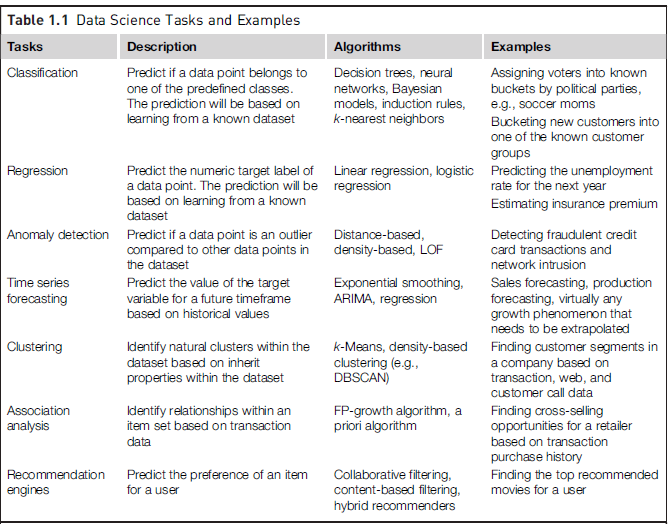 Table 1.1 Data Science Tasks and Examples
Tasks Description Algorithms Examples
Classification Predict if a data point belongs to Decision trees, neural Assigning voters into known
one of the predefined classes. networks, Bayesian buckets by political parties,
The prediction will be based on models, induction rules, e.g., soccer moms
learning from a known dataset k-nearest neighbors Bucketing new customers into
one of the known customer
groups
Regression Predict the numeric target label of Linear regression, logistic Predicting the unemployment
a data point. The prediction will be regression rate for the next year
based on learning from a known Estimating insurance premium
dataset
Anomaly detection Predict if a data point is an outlier Distance-based, Detecting fraudulent credit
compared to other data points in density-based, LOF card transactions and
the dataset network intrusion
Time series Predict the value of the target Exponential smoothing, Sales forecasting, production
forecasting variable for a future timeframe ARIMA, regression forecasting, virtually any
based on historical values growth phenomenon that
needs to be extrapolated
Clustering Identify natural clusters within the k-Means, density-based Finding customer segments in
dataset based on inherit clustering (e.g., a company based on
properties within the dataset DBSCAN) transaction, web, and
customer call data
Association Identify relationships within an FP-growth algorithm, a Finding cross-selling
analysis item set based on transaction priori algorithm opportunities for a retailer
data based on transaction
purchase history
Recommendation Predict the preference of an item Collaborative filtering, Finding the top recommended
engines for a user content-based filtering, movies for a user
hybrid recommenders